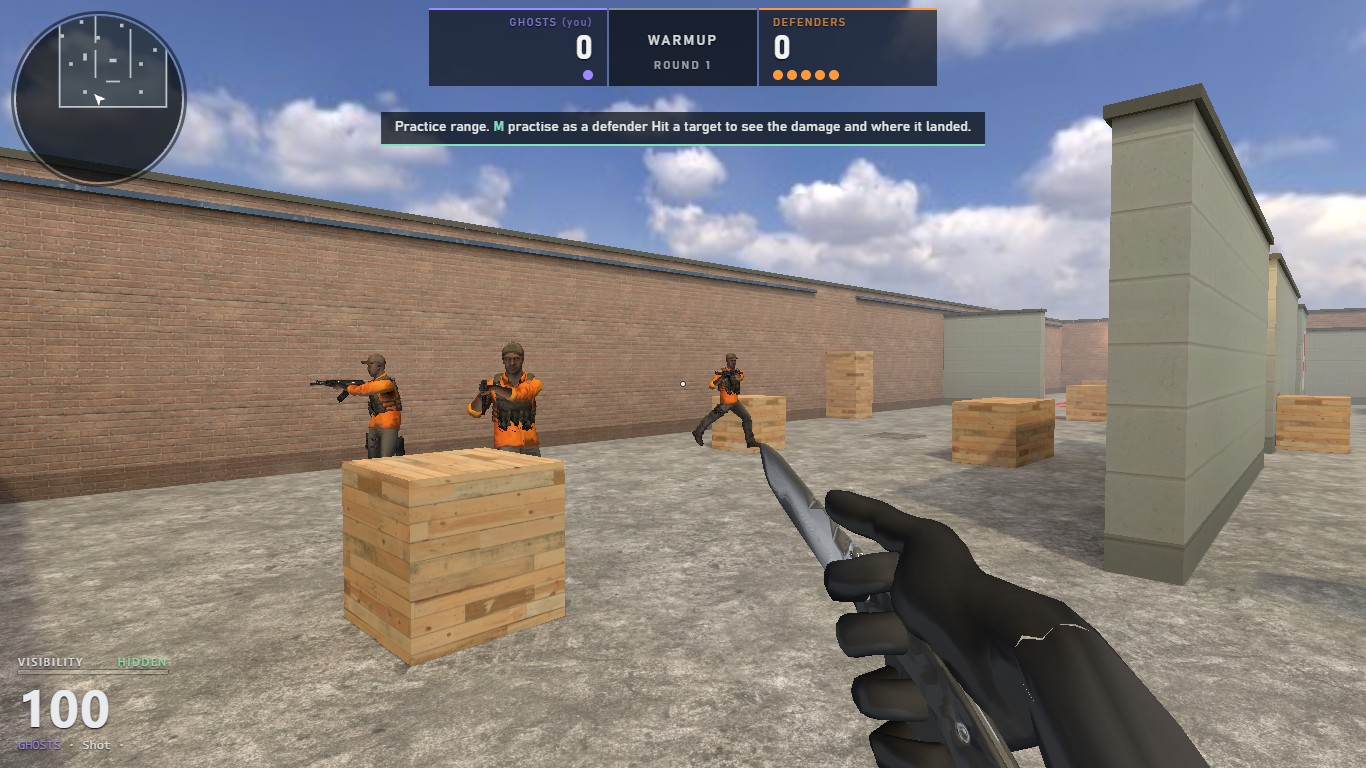 GHOSTS (you)
0
WARMUP
ROUND 1
DEFENDERS
0
Practice range. M practise as a defender Hit a target to see the damage and where it landed.
VISIBILITY HIDDEN
100
GHOSTS · Shot ·